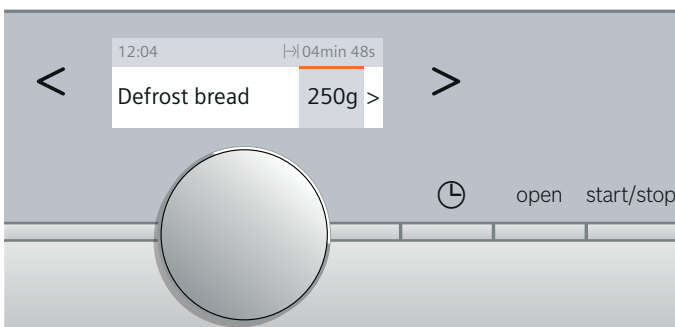 12:04 04min 48s
< Defrost bread 250g > >
open start/stop